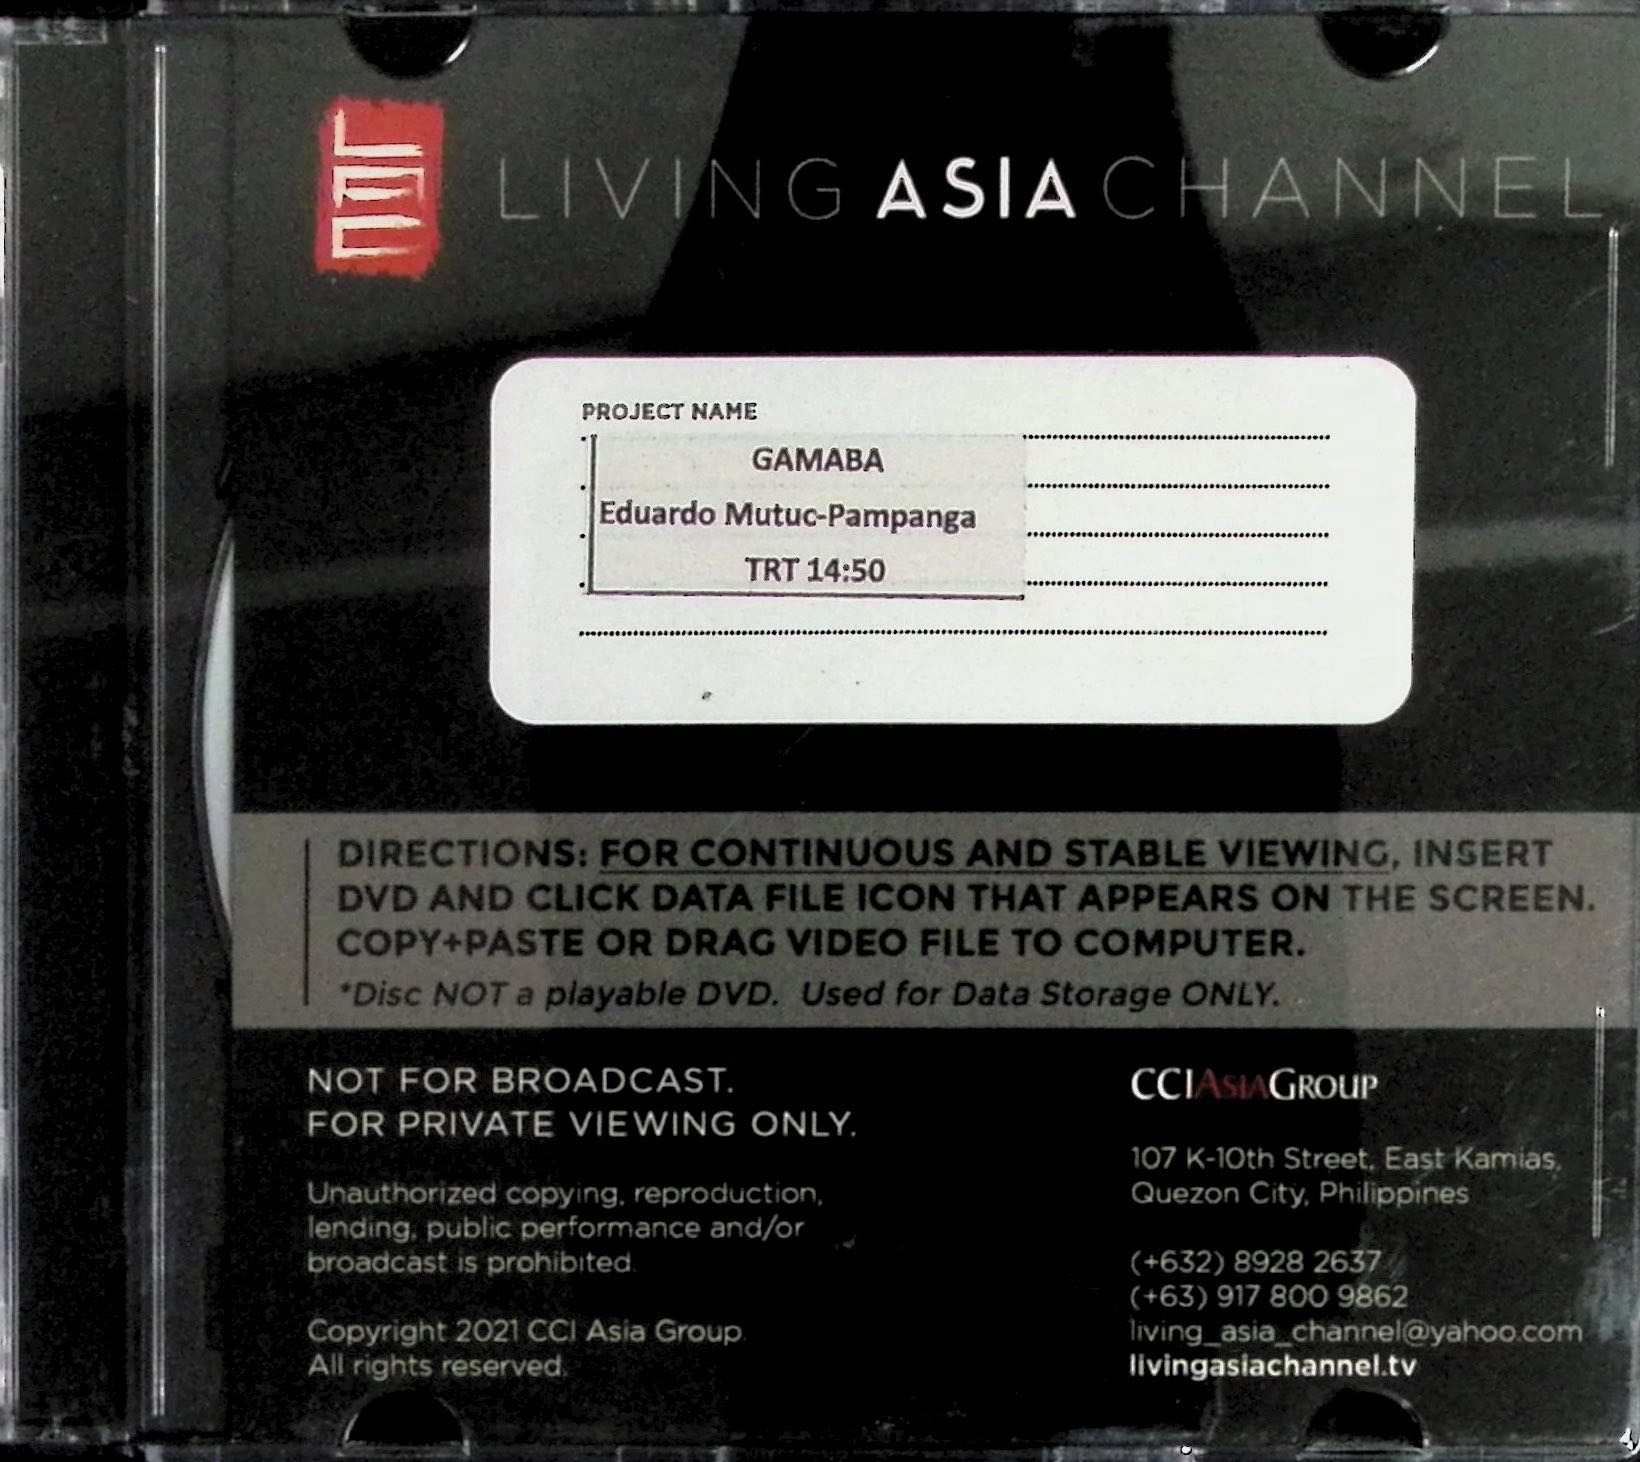 LAC
LIVING ASIA CHANNEL
PROJECT NAME
GAMABA
Eduardo Mutuc-Pampanga
TRT 14:50
DIRECTIONS: FOR CONTINUOUS AND STABLE VIEWING, INSERT
DVD AND CLICK DATA FILE ICON THAT APPEARS ON THE SCREEN.
COPY+PASTE OR DRAG VIDEO FILE TO COMPUTER.
*Disc NOT a playable DVD. Used for Data Storage ONLY.
NOT FOR BROADCAST.
FOR PRIVATE VIEWING ONLY.
Unauthorized copying, reproduction,
lending, public performance and/or
broadcast is prohibited.
Copyright 2021 CCI Asia Group.
All rights reserved.
CCI ASIA GROUP
107 K-10th Street, East Kamias,
Quezon City, Philippines
(+632) 8928 2637
(+63) 917 800 9862
living_asia_channel@yahoo.com
livingasiachannel.tv